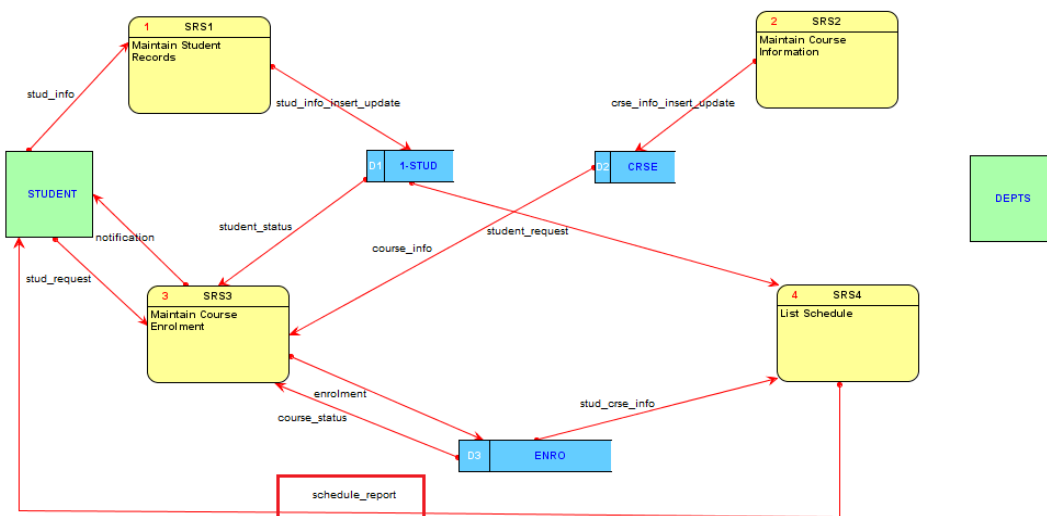 1 SRS1
Maintain Student
Records
2 SRS2
Maintain Course
Information
stud_info
stud_info_insert_update
crse_info_insert_update
D1 1-STUD
D2 CRSE
STUDENT
DEPTS
notification
student_status
course_info
student_request
stud_request
3 SRS3
Maintain Course
Enrolment
4 SRS4
List Schedule
enrolment
course_status
stud_crse_info
D3 ENRO
schedule_report